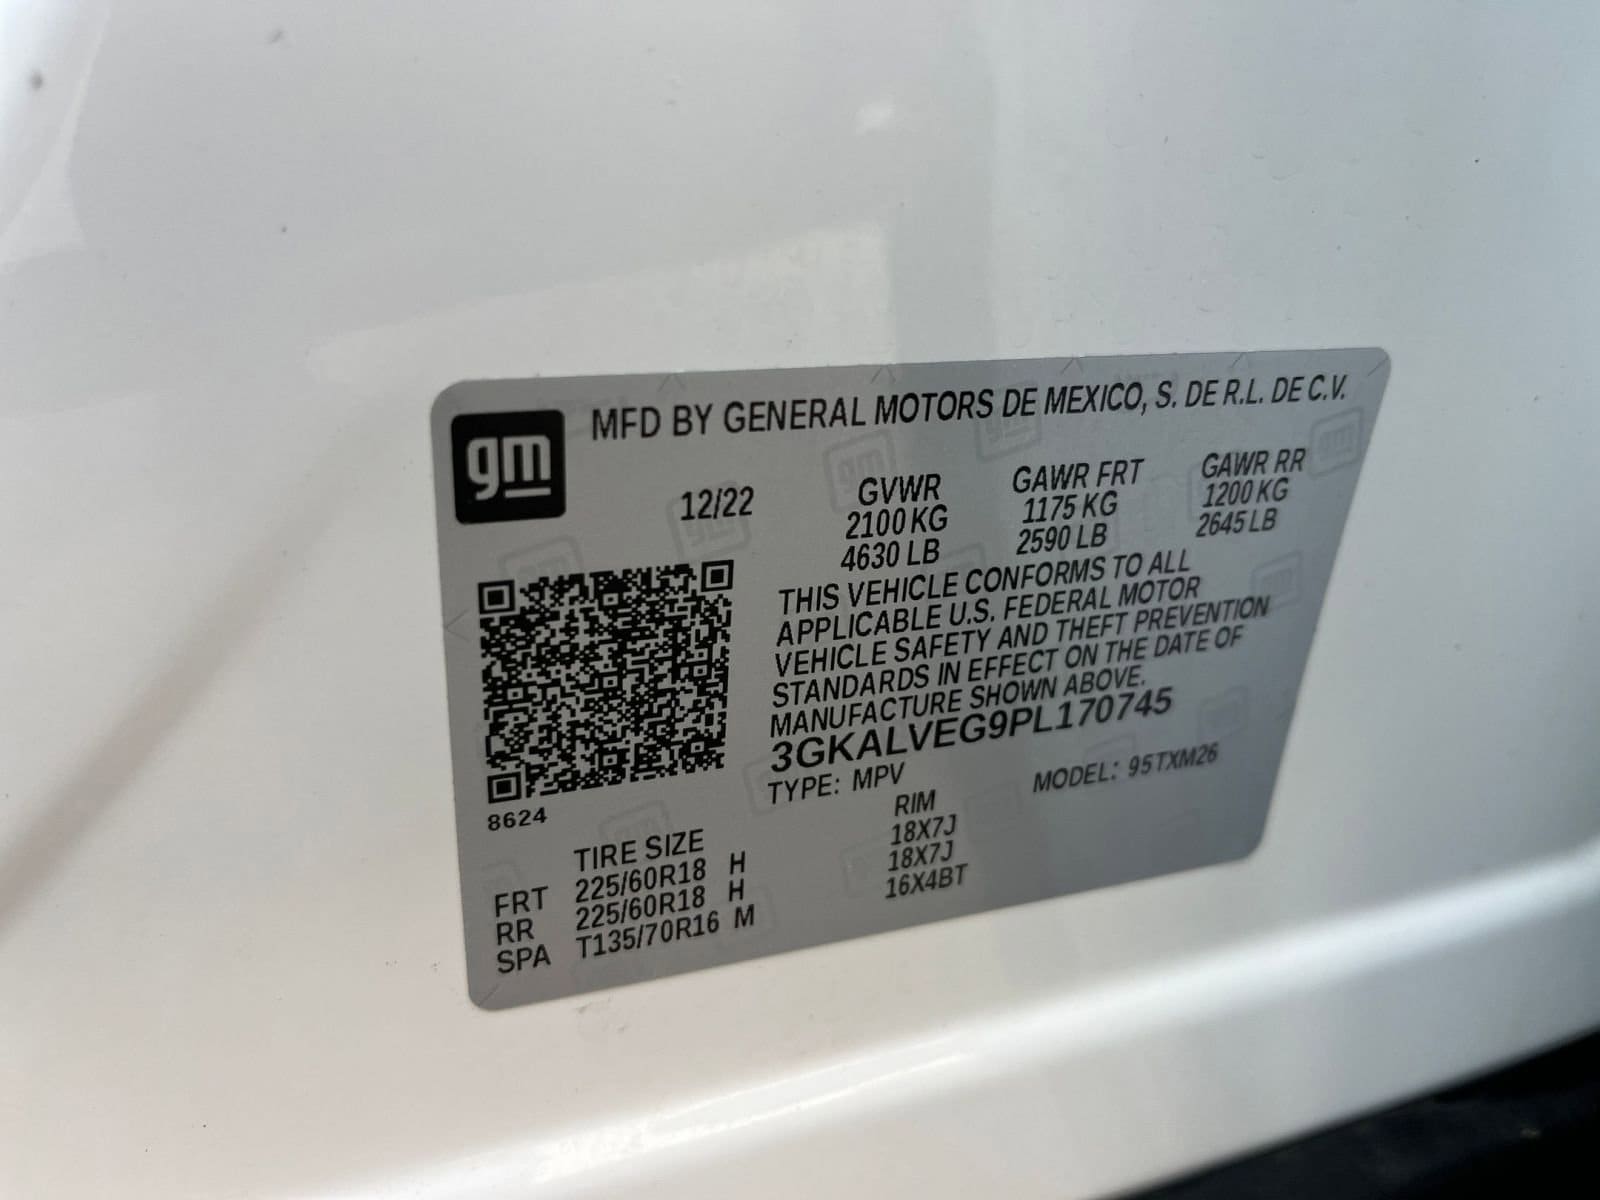 gm
MFD BY GENERAL MOTORS DE MEXICO, S. DE R.L. DE C.V.
12/22
GVWR
2100 KG
4630 LB
GAWR FRT
1175 KG
2590 LB
GAWR RR
1200 KG
2645 LB
THIS VEHICLE CONFORMS TO ALL
APPLICABLE U.S. FEDERAL MOTOR
VEHICLE SAFETY AND THEFT PREVENTION
STANDARDS IN EFFECT ON THE DATE OF
MANUFACTURE SHOWN ABOVE.
3GKALVEG9PL170745
TYPE: MPV MODEL: 95TXM26
8624
TIRE SIZE RIM
FRT 225/60R18 H 18X7J
RR 225/60R18 H 18X7J
SPA T135/70R16 M 16X4BT